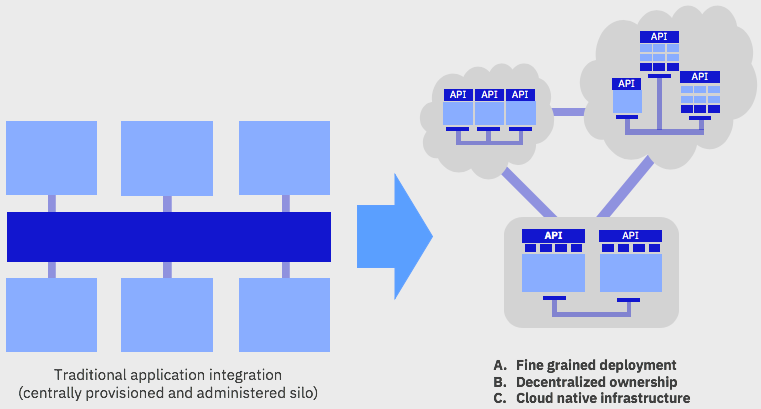 API
API
API
API
API API API
API
API
Traditional application integration
(centrally provisioned and administered silo)
A. Fine grained deployment
B. Decentralized ownership
C. Cloud native infrastructure